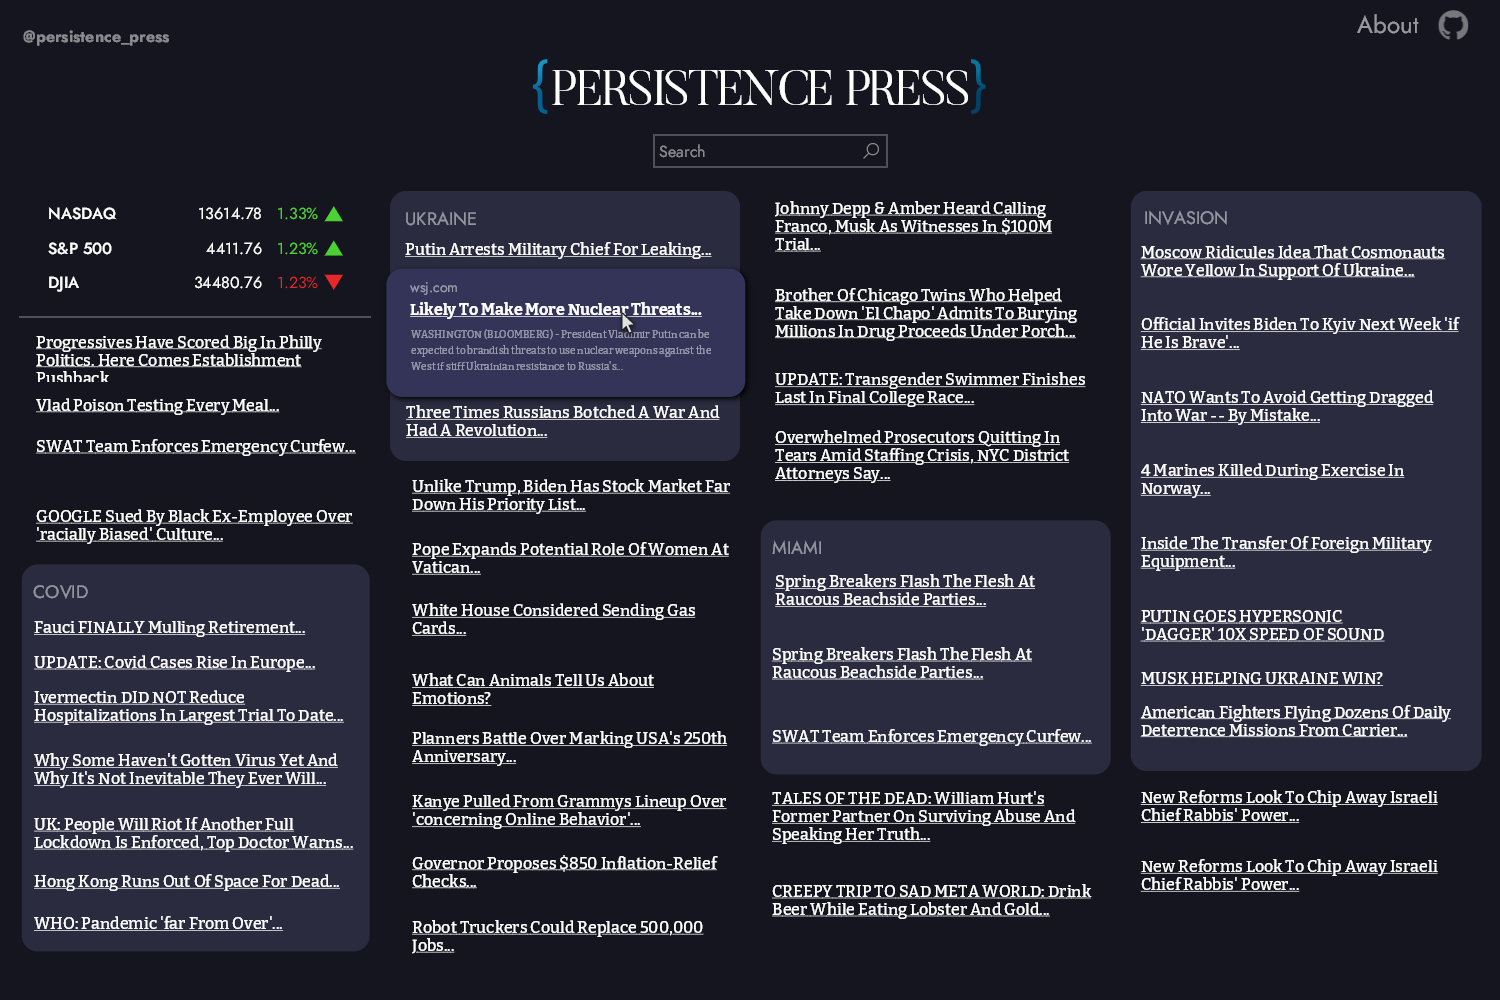 @persistence_press
About
{PERSISTENCE PRESS}
Search
NASDAQ 13614.78 1.33%
S&P 500 4411.76 1.23%
DJIA 34480.76 1.23%
Progressives Have Scored Big In Philly
Politics. Here Comes Establishment
Pushback
Vlad Poison Testing Every Meal...
SWAT Team Enforces Emergency Curfew...
GOOGLE Sued By Black Ex-Employee Over
'racially Biased' Culture...
COVID
Fauci FINALLY Mulling Retirement...
UPDATE: Covid Cases Rise In Europe...
Ivermectin DID NOT Reduce
Hospitalizations In Largest Trial To Date...
Why Some Haven't Gotten Virus Yet And
Why It's Not Inevitable They Ever Will...
UK: People Will Riot If Another Full
Lockdown Is Enforced, Top Doctor Warns...
Hong Kong Runs Out Of Space For Dead...
WHO: Pandemic 'far From Over'...
UKRAINE
Putin Arrests Military Chief For Leaking...
wsj.com
Likely To Make More Nuclear Threats...
WASHINGTON (BLOOMBERG) - President Vladimir Putin can be
expected to brandish threats to use nuclear weapons against the
West if stiff Ukrainian resistance to Russia's...
Three Times Russians Botched A War And
Had A Revolution...
Unlike Trump, Biden Has Stock Market Far
Down His Priority List...
Pope Expands Potential Role Of Women At
Vatican...
White House Considered Sending Gas
Cards...
What Can Animals Tell Us About
Emotions?
Planners Battle Over Marking USA's 250th
Anniversary...
Kanye Pulled From Grammys Lineup Over
'concerning Online Behavior'...
Governor Proposes $850 Inflation-Relief
Checks...
Robot Truckers Could Replace 500,000
Jobs...
Johnny Depp & Amber Heard Calling
Franco, Musk As Witnesses In $100M
Trial...
Brother Of Chicago Twins Who Helped
Take Down 'El Chapo' Admits To Burying
Millions In Drug Proceeds Under Porch...
UPDATE: Transgender Swimmer Finishes
Last In Final College Race...
Overwhelmed Prosecutors Quitting In
Tears Amid Staffing Crisis, NYC District
Attorneys Say...
MIAMI
Spring Breakers Flash The Flesh At
Raucous Beachside Parties...
Spring Breakers Flash The Flesh At
Raucous Beachside Parties...
SWAT Team Enforces Emergency Curfew...
TALES OF THE DEAD: William Hurt's
Former Partner On Surviving Abuse And
Speaking Her Truth...
CREEPY TRIP TO SAD META WORLD: Drink
Beer While Eating Lobster And Gold...
INVASION
Moscow Ridicules Idea That Cosmonauts
Wore Yellow In Support Of Ukraine...
Official Invites Biden To Kyiv Next Week 'if
He Is Brave'...
NATO Wants To Avoid Getting Dragged
Into War -- By Mistake...
4 Marines Killed During Exercise In
Norway...
Inside The Transfer Of Foreign Military
Equipment...
PUTIN GOES HYPERSONIC
'DAGGER' 10X SPEED OF SOUND
MUSK HELPING UKRAINE WIN?
American Fighters Flying Dozens Of Daily
Deterrence Missions From Carrier...
New Reforms Look To Chip Away Israeli
Chief Rabbis' Power...
New Reforms Look To Chip Away Israeli
Chief Rabbis' Power...